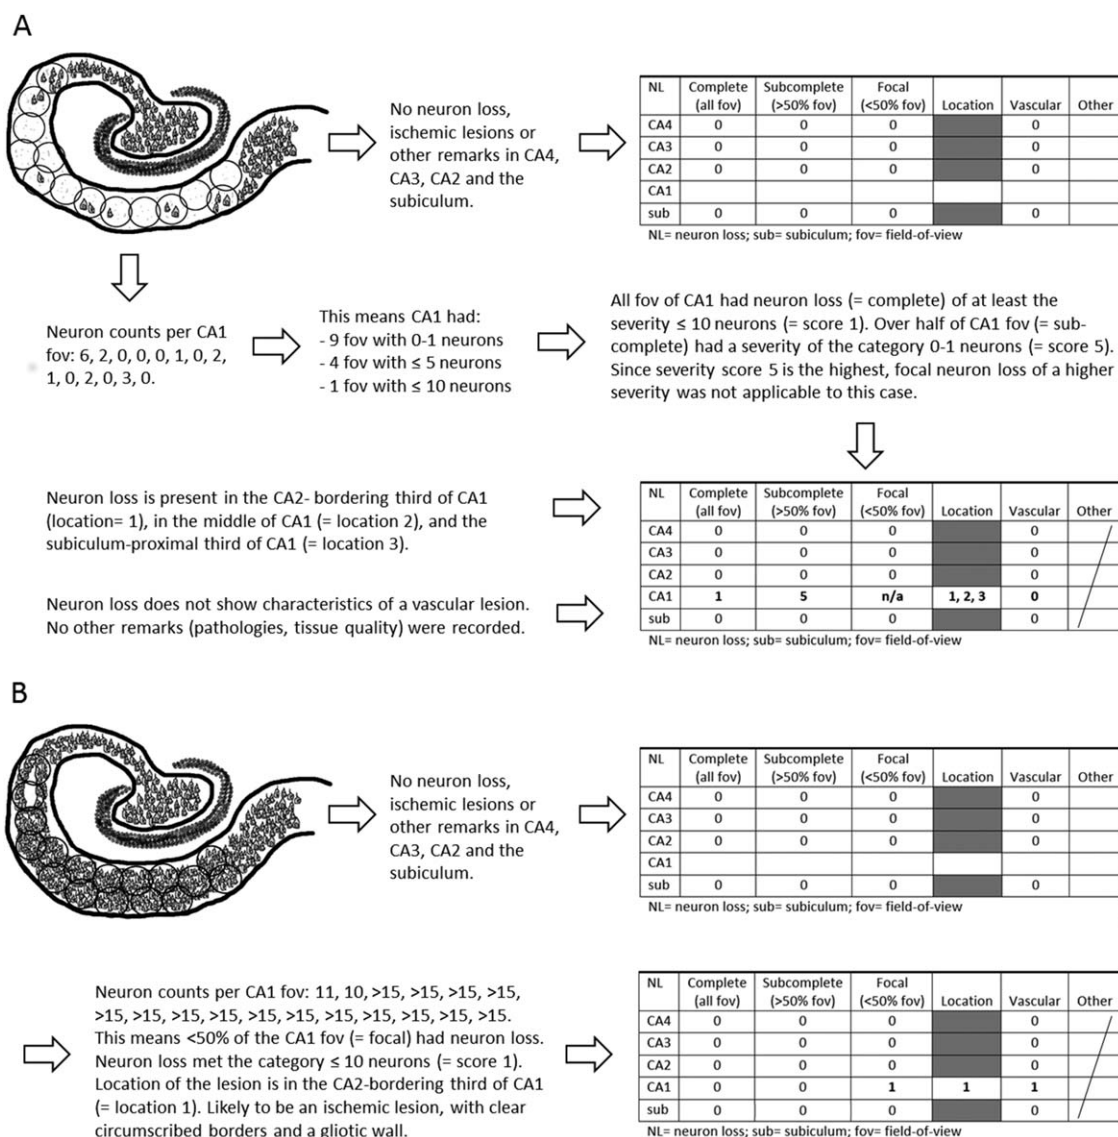 A
No neuron loss,
ischemic lesions or
other remarks in CA4,
CA3, CA2 and the
subiculum.
NL Complete (all fov) Subcomplete (>50% fov) Focal (<50% fov) Location Vascular Other
CA4 0 0 0 0
CA3 0 0 0 0
CA2 0 0 0 0
CA1
sub 0 0 0 0
NL= neuron loss; sub= subiculum; fov= field-of-view
Neuron counts per CA1
fov: 6, 2, 0, 0, 0, 1, 0, 2,
1, 0, 2, 0, 3, 0.
This means CA1 had:
- 9 fov with 0-1 neurons
- 4 fov with ≤ 5 neurons
- 1 fov with ≤ 10 neurons
All fov of CA1 had neuron loss (= complete) of at least the
severity ≤ 10 neurons (= score 1). Over half of CA1 fov (= sub-
complete) had a severity of the category 0-1 neurons (= score 5).
Since severity score 5 is the highest, focal neuron loss of a higher
severity was not applicable to this case.
Neuron loss is present in the CA2- bordering third of CA1
(location= 1), in the middle of CA1 (= location 2), and the
subiculum-proximal third of CA1 (= location 3).
Neuron loss does not show characteristics of a vascular lesion.
No other remarks (pathologies, tissue quality) were recorded.
NL Complete (all fov) Subcomplete (>50% fov) Focal (<50% fov) Location Vascular Other
CA4 0 0 0 0
CA3 0 0 0 0
CA2 0 0 0 0
CA1 1 5 n/a 1, 2, 3 0
sub 0 0 0 0
NL= neuron loss; sub= subiculum; fov= field-of-view
B
No neuron loss,
ischemic lesions or
other remarks in CA4,
CA3, CA2 and the
subiculum.
NL Complete (all fov) Subcomplete (>50% fov) Focal (<50% fov) Location Vascular Other
CA4 0 0 0 0
CA3 0 0 0 0
CA2 0 0 0 0
CA1
sub 0 0 0 0
NL= neuron loss; sub= subiculum; fov= field-of-view
Neuron counts per CA1 fov: 11, 10, >15, >15, >15, >15,
>15, >15, >15, >15, >15, >15, >15, >15, >15, >15, >15.
This means <50% of the CA1 fov (= focal) had neuron loss.
Neuron loss met the category ≤ 10 neurons (= score 1).
Location of the lesion is in the CA2-bordering third of CA1
(= location 1). Likely to be an ischemic lesion, with clear
circumscribed borders and a gliotic wall.
NL Complete (all fov) Subcomplete (>50% fov) Focal (<50% fov) Location Vascular Other
CA4 0 0 0 0
CA3 0 0 0 0
CA2 0 0 0 0
CA1 0 0 1 1 1
sub 0 0 0 0
NL= neuron loss; sub= subiculum; fov= field-of-view